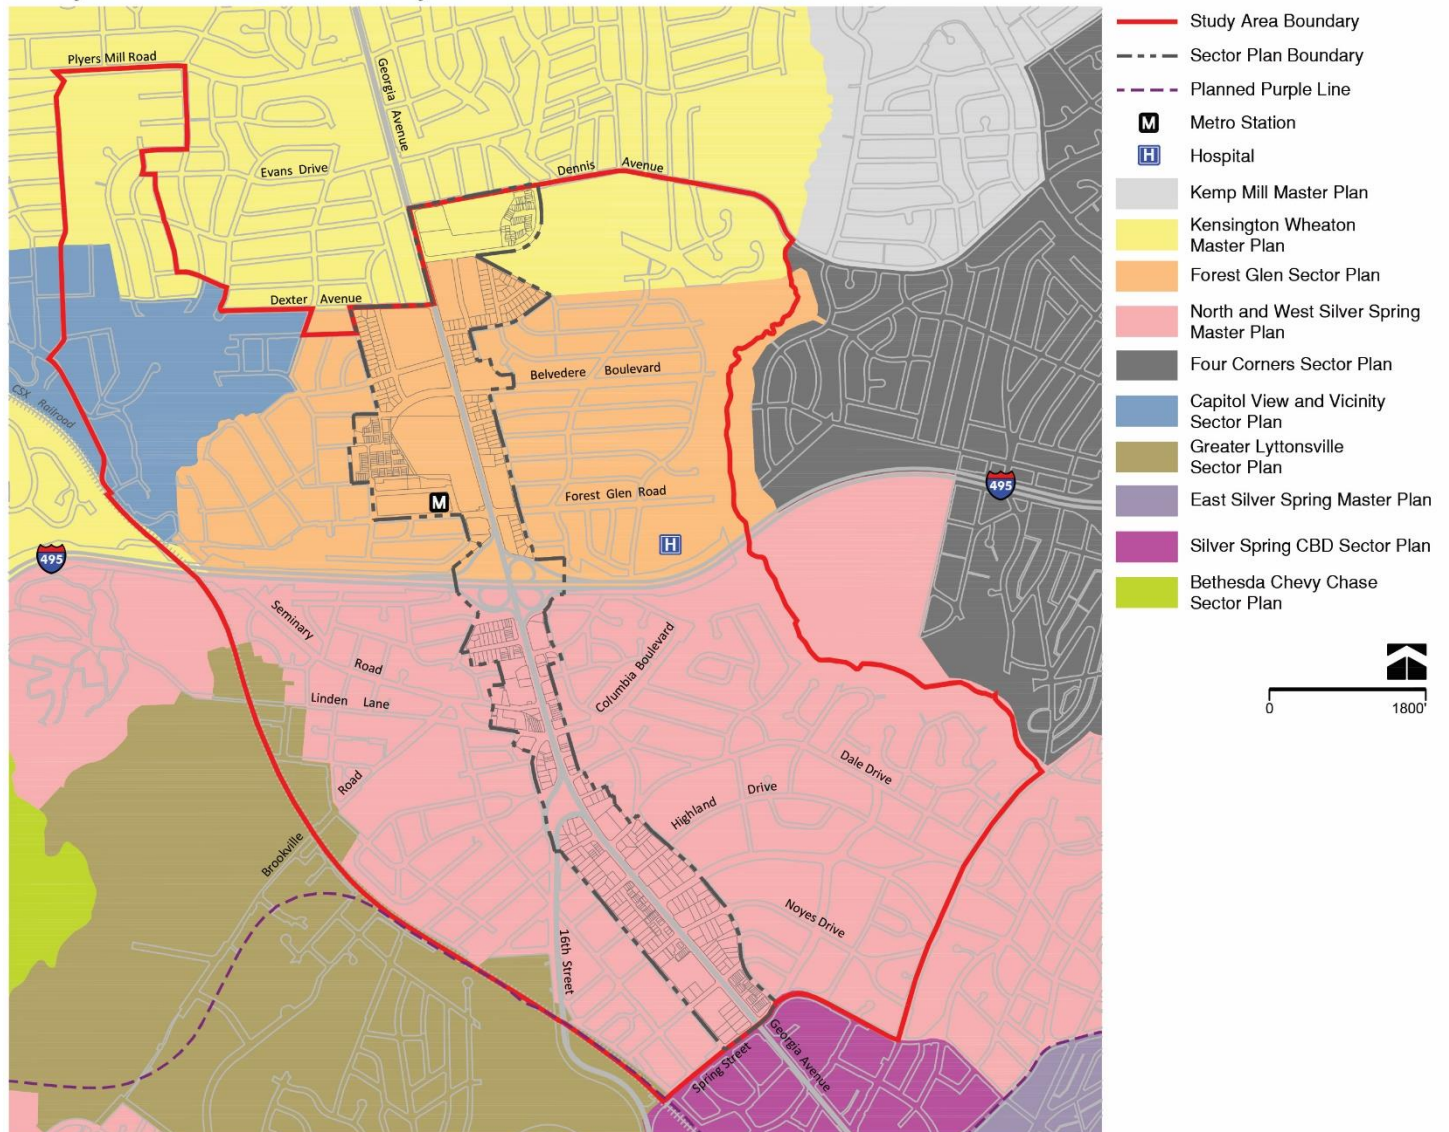 Plyers Mill Road
Georgia Avenue
Evans Drive
Dennis Avenue
Dexter Avenue
Belvedere Boulevard
CSX Railroad
M
Forest Glen Road
495
H
495
Seminary Road
Columbia Boulevard
Linden Lane
Dale Drive
Highland Drive
Brookville Road
Noyes Drive
16th Street
Spring Street
Georgia Avenue
Study Area Boundary
Sector Plan Boundary
Planned Purple Line
M Metro Station
H Hospital
Kemp Mill Master Plan
Kensington Wheaton
Master Plan
Forest Glen Sector Plan
North and West Silver Spring
Master Plan
Four Corners Sector Plan
Capitol View and Vicinity
Sector Plan
Greater Lyttonsville
Sector Plan
East Silver Spring Master Plan
Silver Spring CBD Sector Plan
Bethesda Chevy Chase
Sector Plan
0 1800'